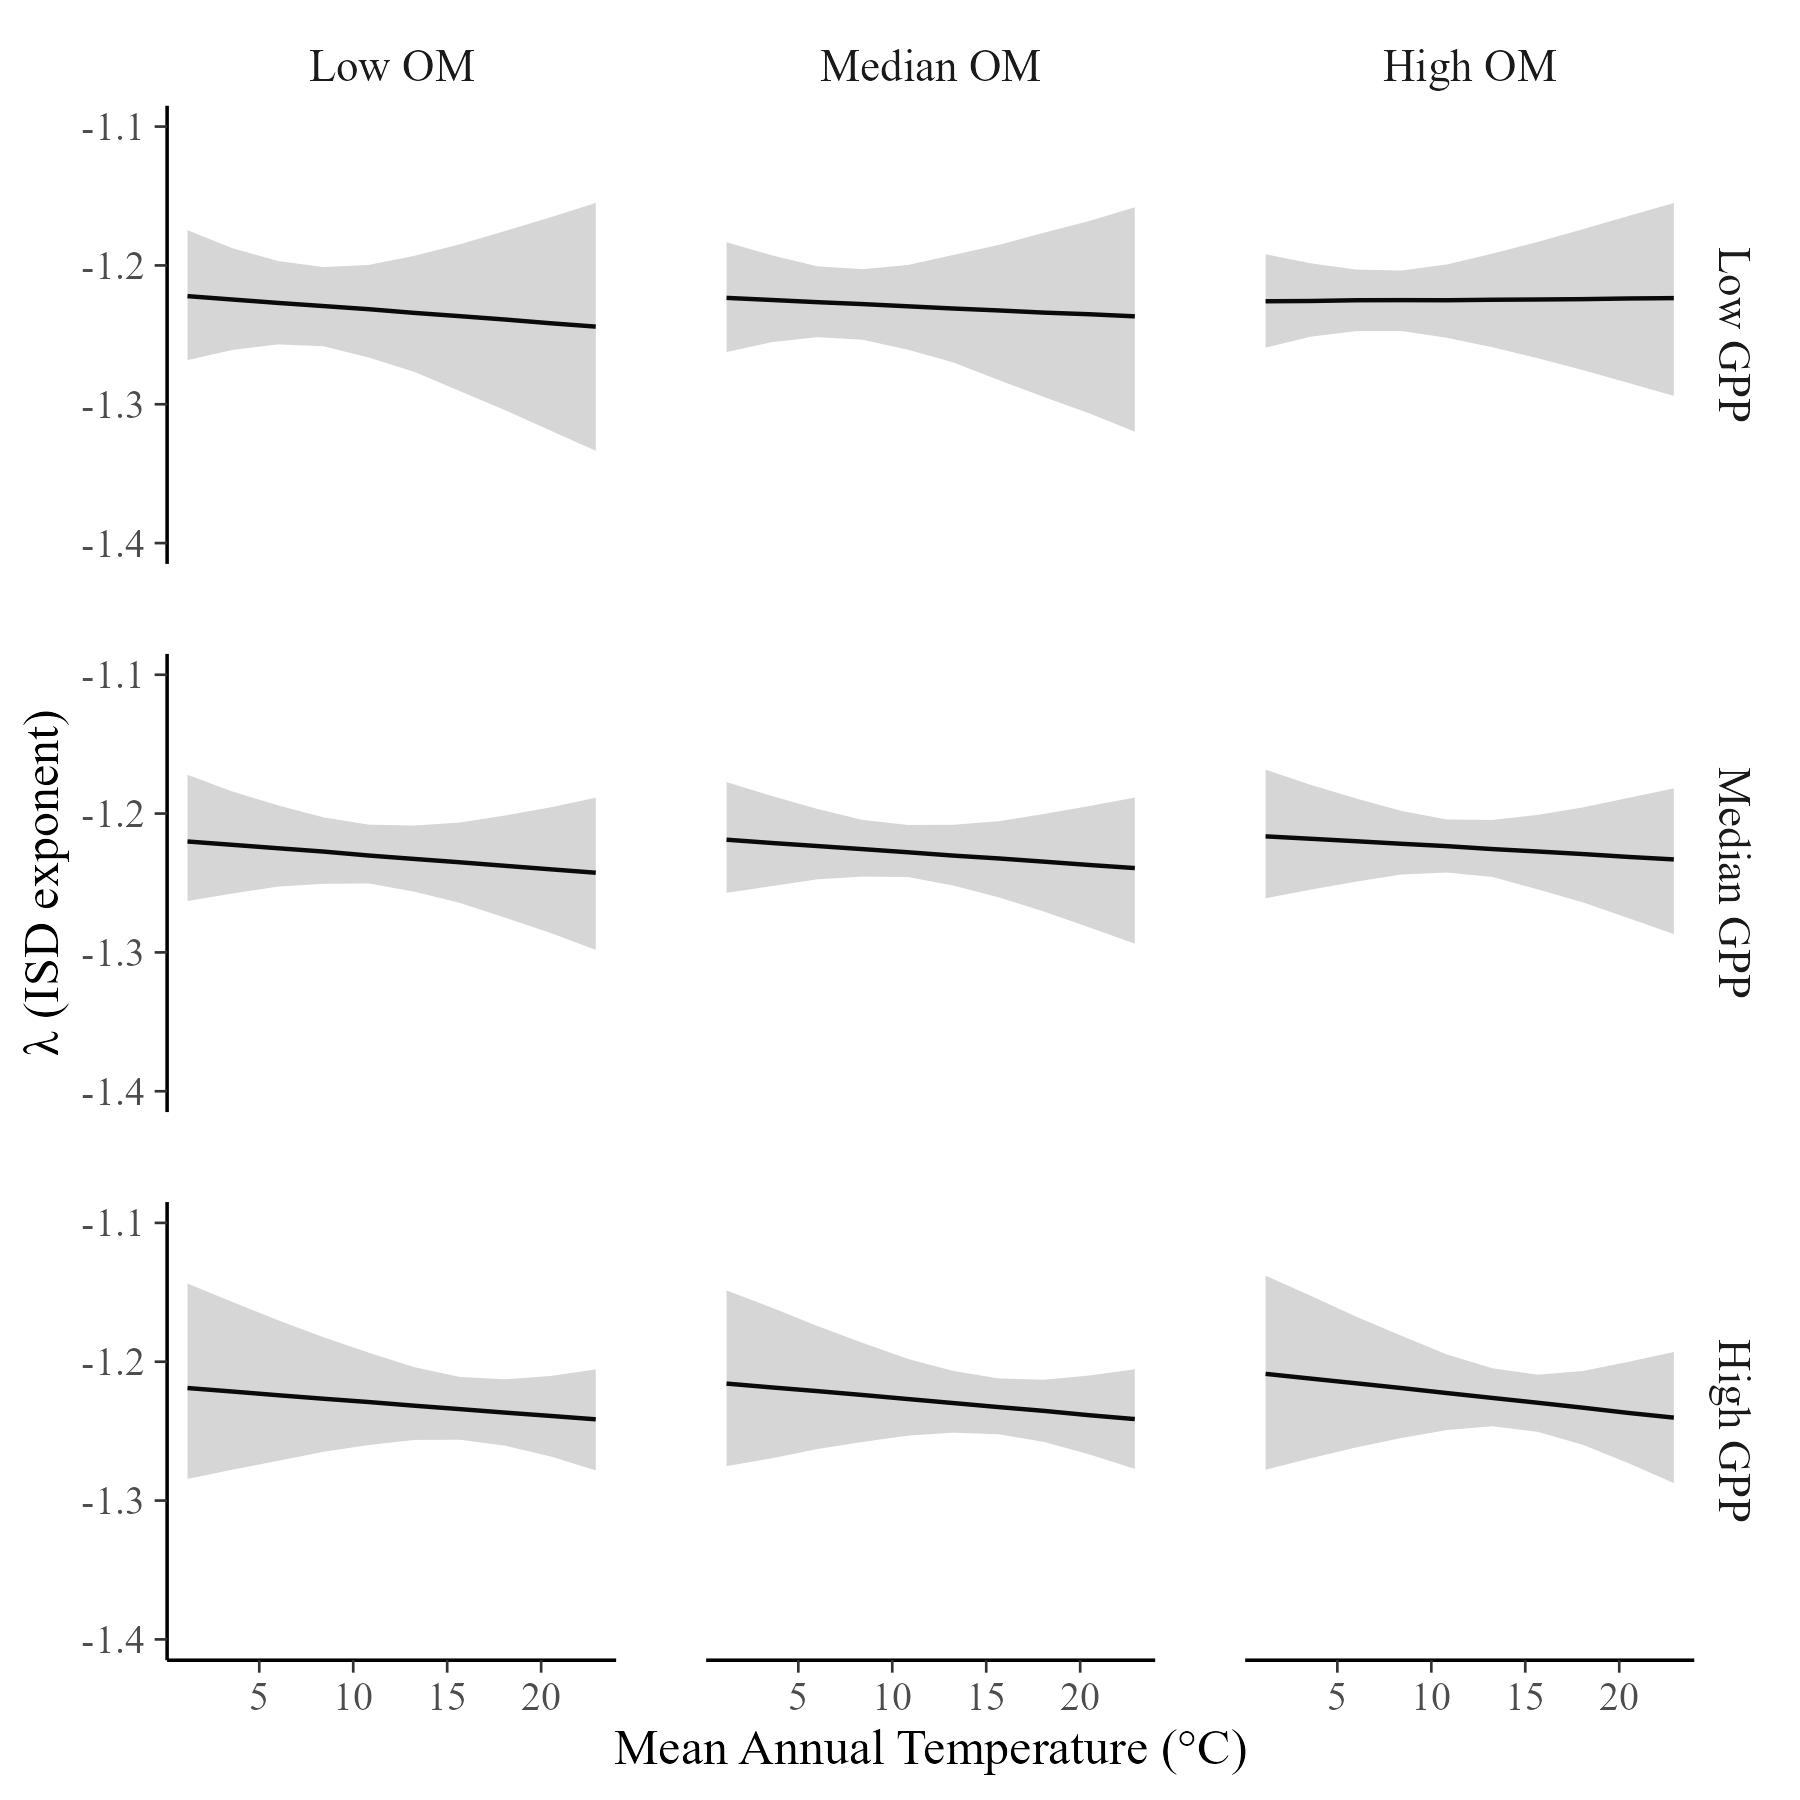 Low OM Median OM High OM
-1.1
-1.2
-1.3
-1.4
Low GPP
-1.1
-1.2
-1.3
-1.4
Median GPP
λ (ISD exponent)
-1.1
-1.2
-1.3
-1.4
High GPP
5 10 15 20 5 10 15 20 5 10 15 20
Mean Annual Temperature (°C)